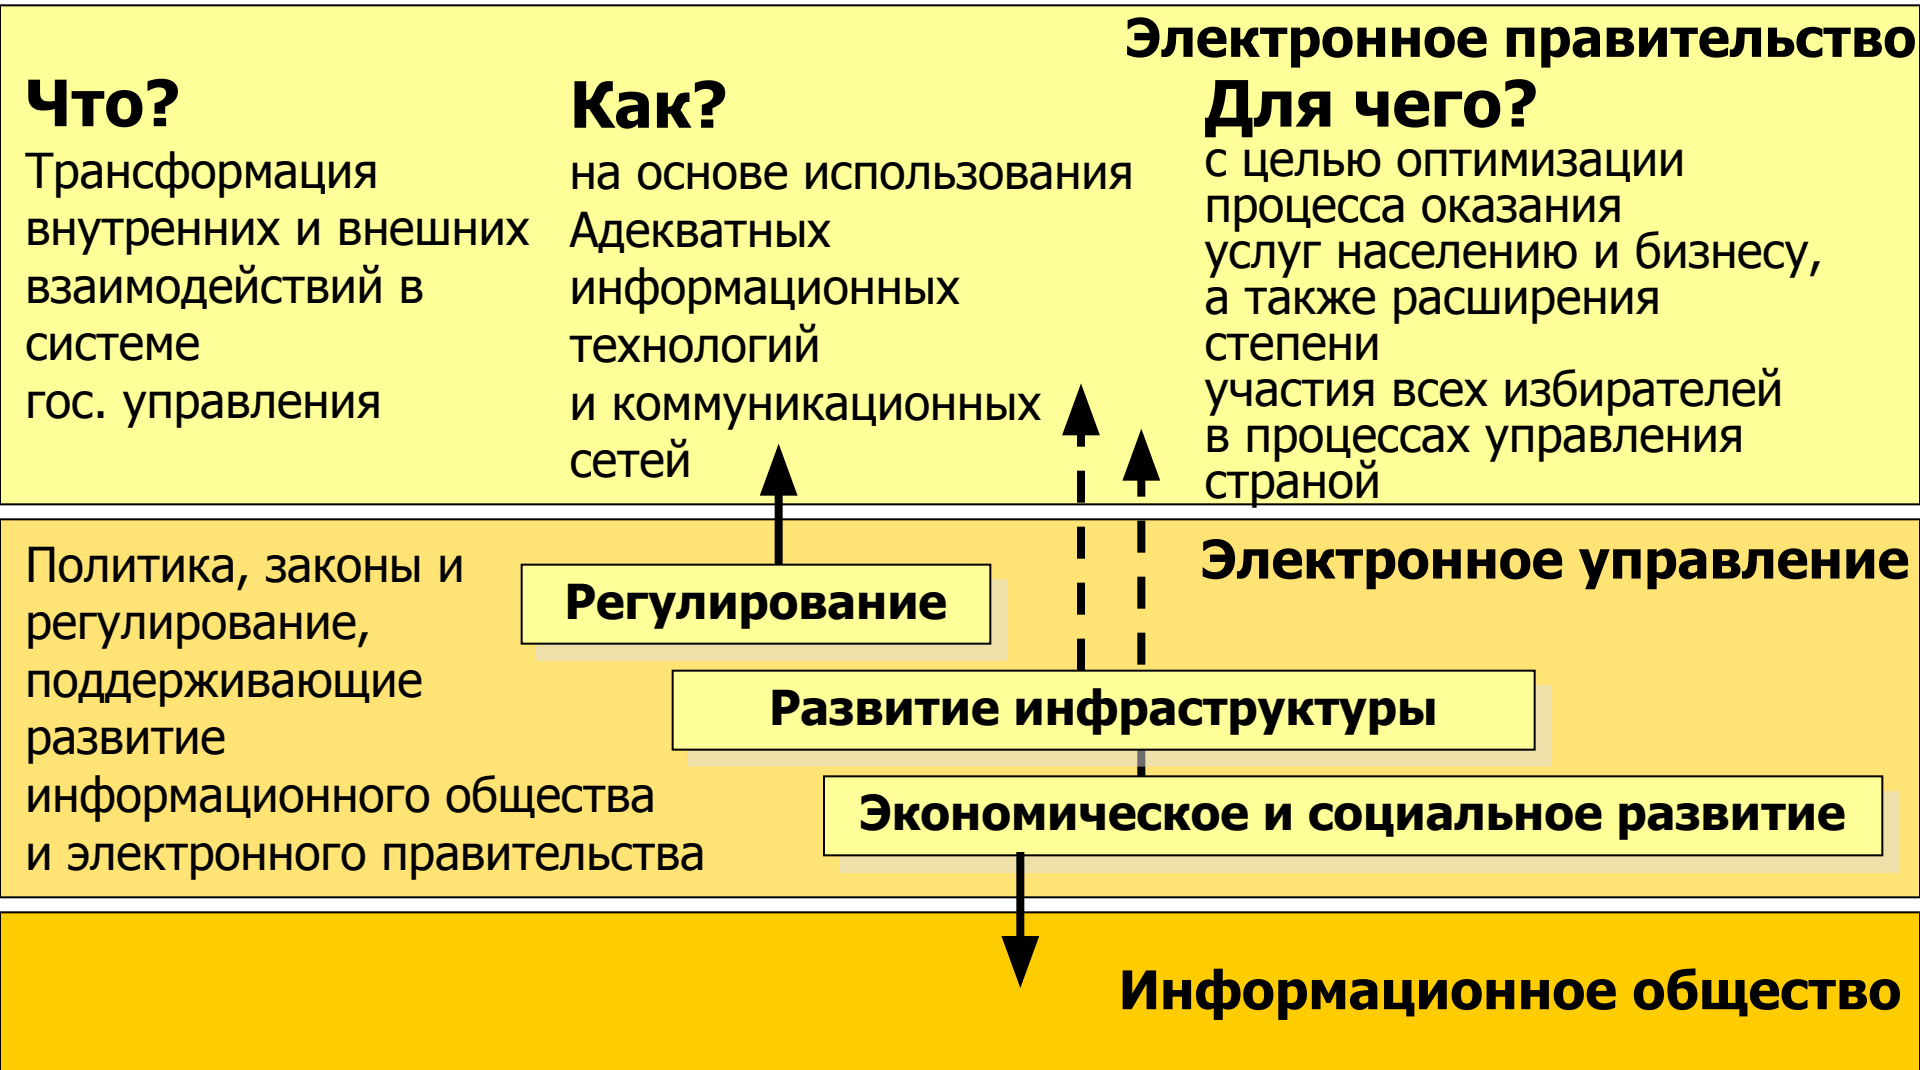 Электронное правительство
Что?
Трансформация
внутренних и внешних
взаимодействий в
системе
гос. управления
Как?
на основе использования
Адекватных
информационных
технологий
и коммуникационных
сетей
Для чего?
с целью оптимизации
процесса оказания
услуг населению и бизнесу,
а также расширения
степени
участия всех избирателей
в процессах управления
страной
Электронное управление
Политика, законы и
регулирование,
поддерживающие
развитие
информационного общества
и электронного правительства
Регулирование
Развитие инфраструктуры
Экономическое и социальное развитие
Информационное общество